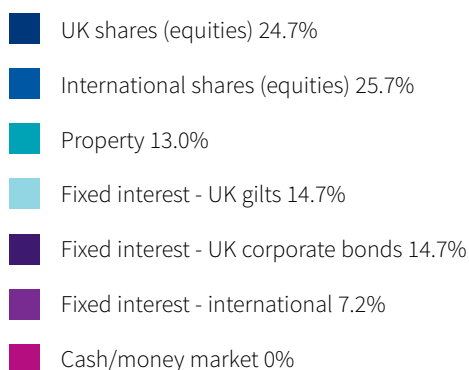 UK shares (equities) 24.7%
International shares (equities) 25.7%
Property 13.0%
Fixed interest - UK gilts 14.7%
Fixed interest - UK corporate bonds 14.7%
Fixed interest - international 7.2%
Cash/money market 0%